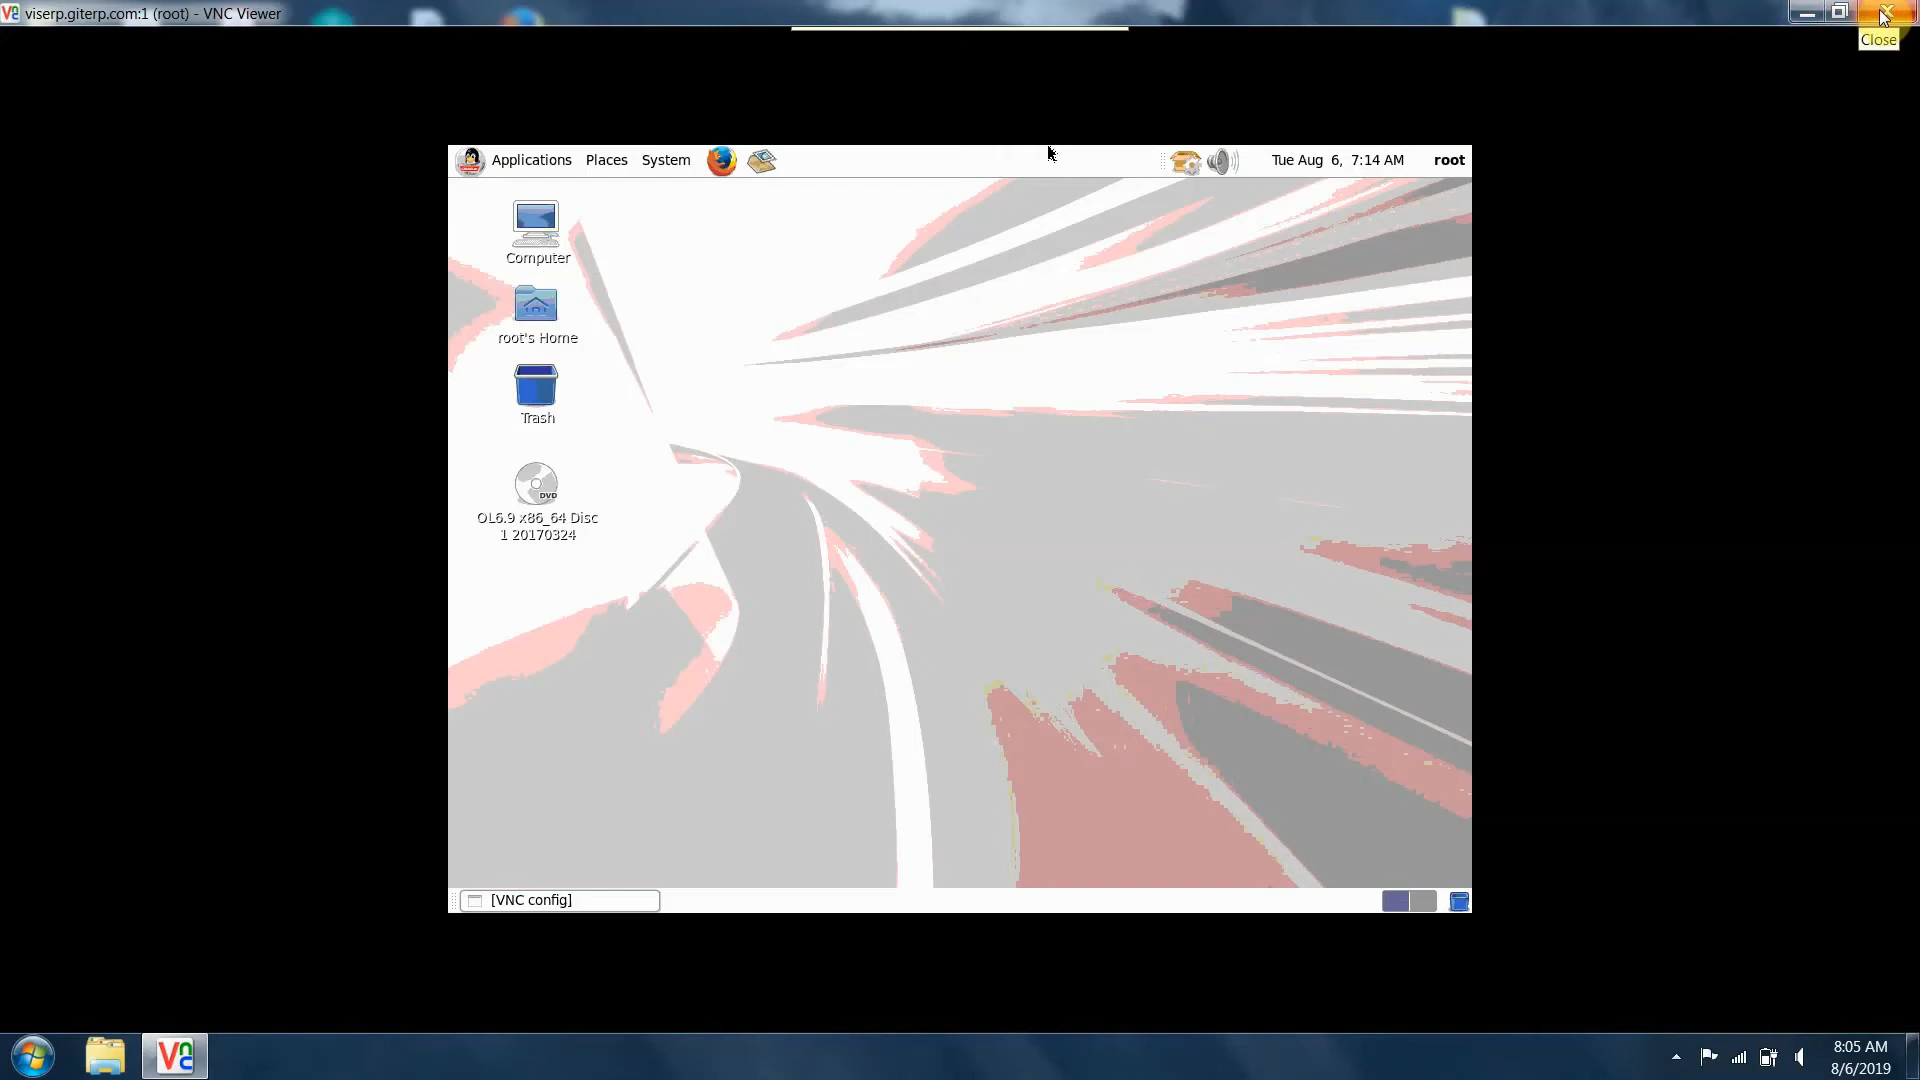 viserp.giterp.com:1 (root) - VNC Viewer
Close
Applications Places System
Tue Aug 6, 7:14 AM root
Computer
root's Home
Trash
DVD
OL6.9 x86_64 Disc
1 20170324
[VNC config]
8:05 AM
8/6/2019